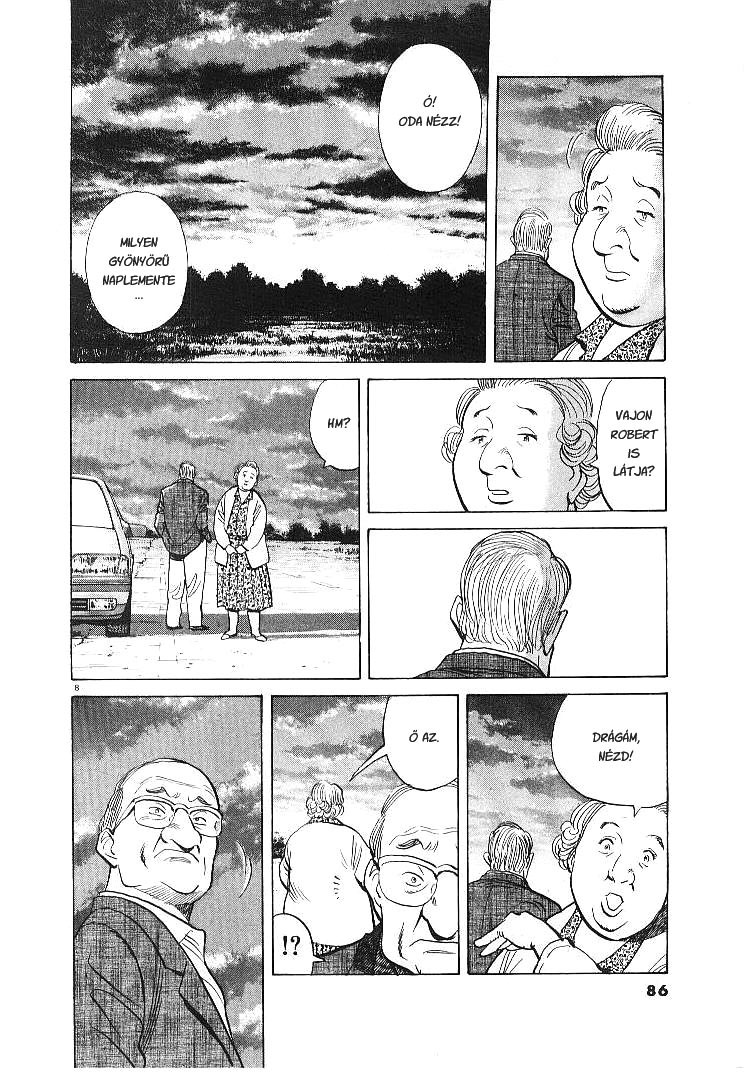 Ó!
ODA NÉZZ!
MILYEN
GYÖNYÖRŰ
NAPLEMENTE
...
VAJON
ROBERT
IS
LÁTJA?
HM?
8
DRÁGÁM,
NÉZD!
Ő AZ.
!?
86